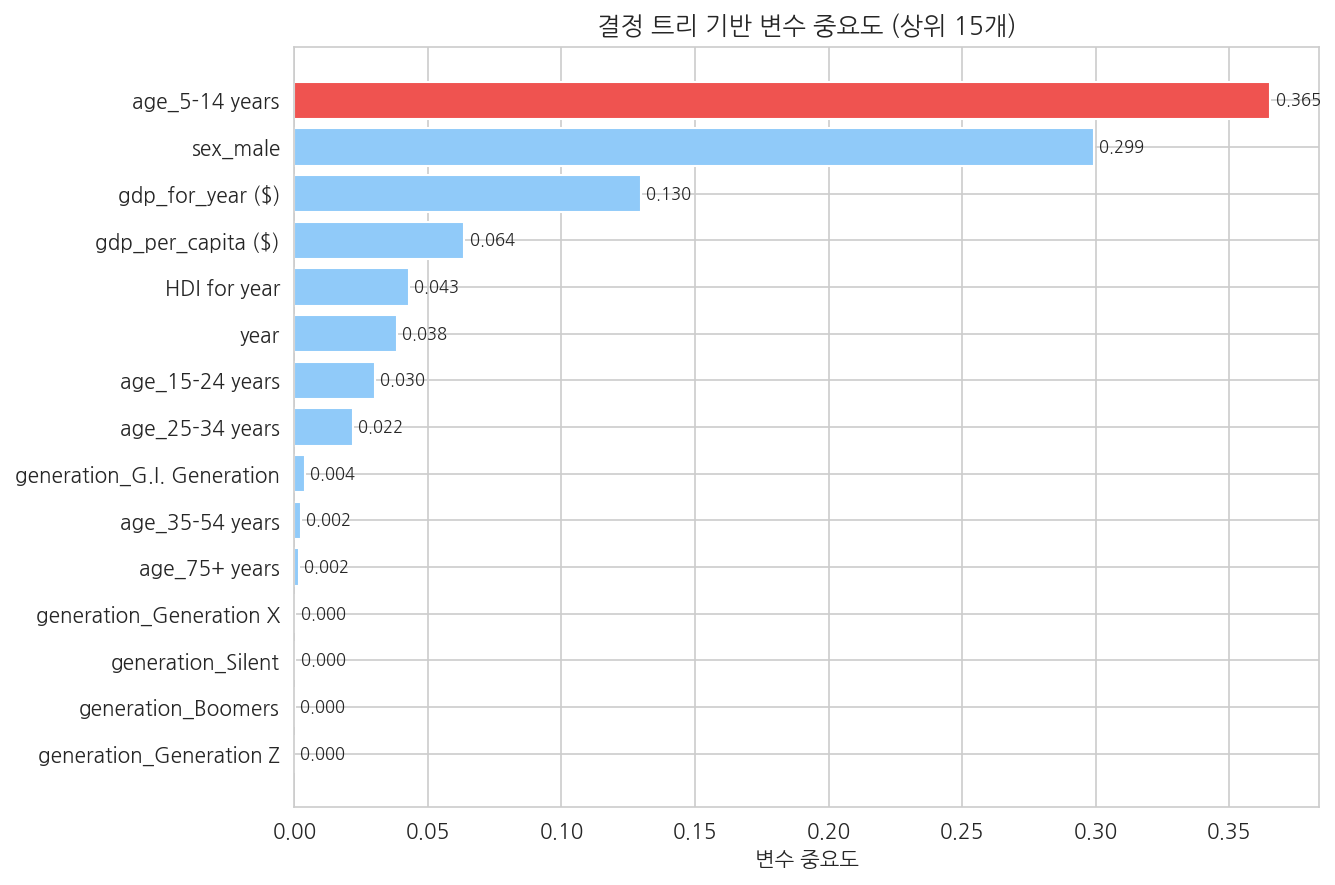 결정 트리 기반 변수 중요도 (상위 15개)
age_5-14 years 0.365
sex_male 0.299
gdp_for_year ($) 0.130
gdp_per_capita ($) 0.064
HDI for year 0.043
year 0.038
age_15-24 years 0.030
age_25-34 years 0.022
generation_G.I. Generation 0.004
age_35-54 years 0.002
age_75+ years 0.002
generation_Generation X 0.000
generation_Silent 0.000
generation_Boomers 0.000
generation_Generation Z 0.000
0.00 0.05 0.10 0.15 0.20 0.25 0.30 0.35
변수 중요도